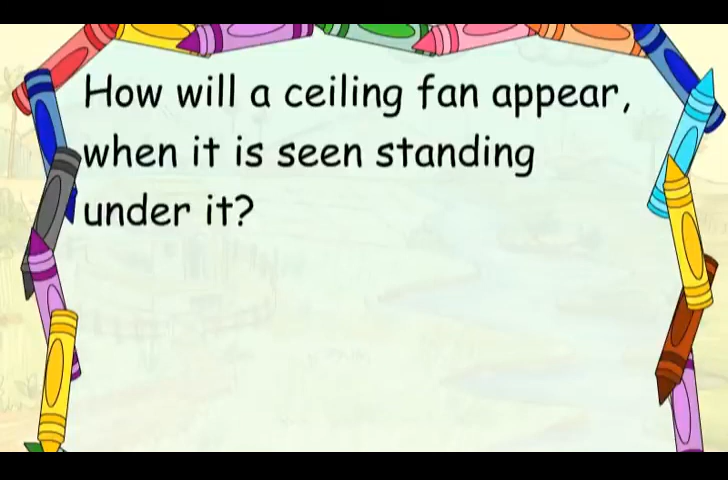 How will a ceiling fan appear,
when it is seen standing
under it?